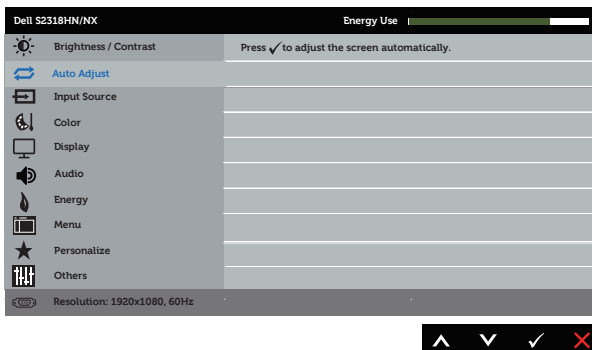 Dell S2318HN/NX
Energy Use
Brightness / Contrast
Press ✓ to adjust the screen automatically.
Auto Adjust
Input Source
Color
Display
Audio
Energy
Menu
Personalize
Others
Resolution: 1920x1080, 60Hz